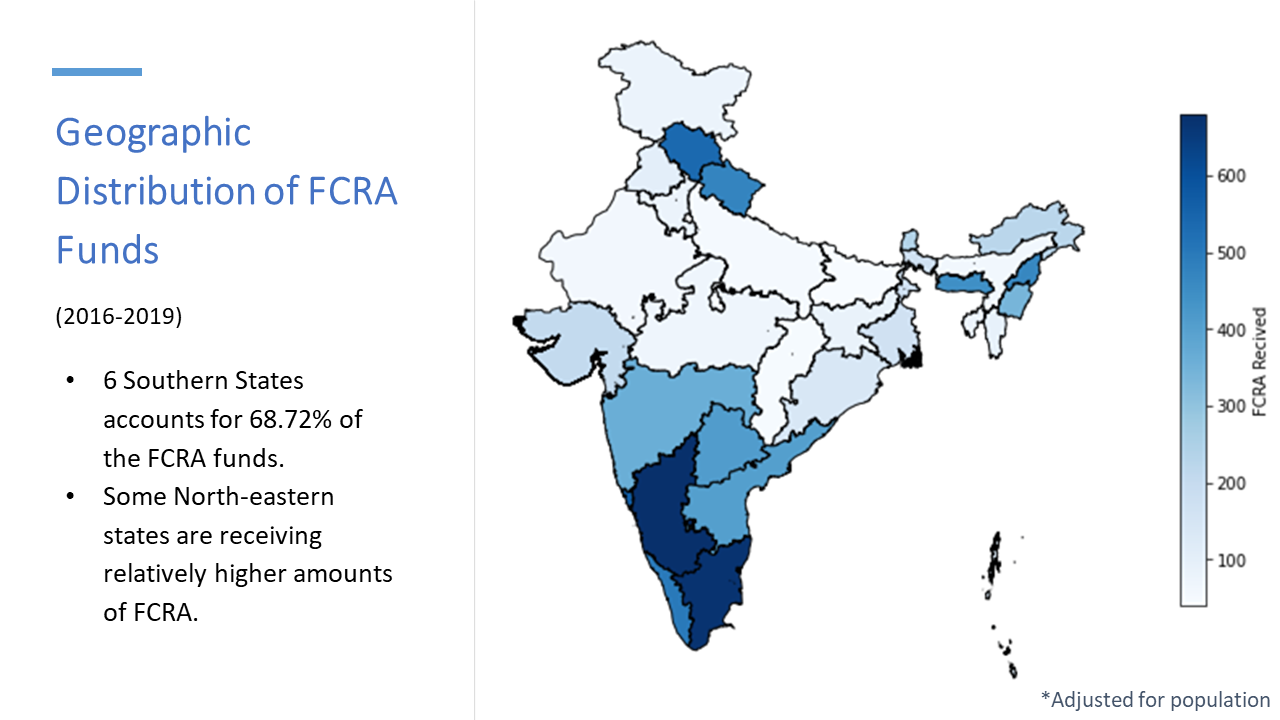 Geographic
Distribution of FCRA
Funds
(2016-2019)
• 6 Southern States
accounts for 68.72% of
the FCRA funds.
• Some North-eastern
states are receiving
relatively higher amounts
of FCRA.
600
500
400
300
200
100
FCRA Recived
*Adjusted for population